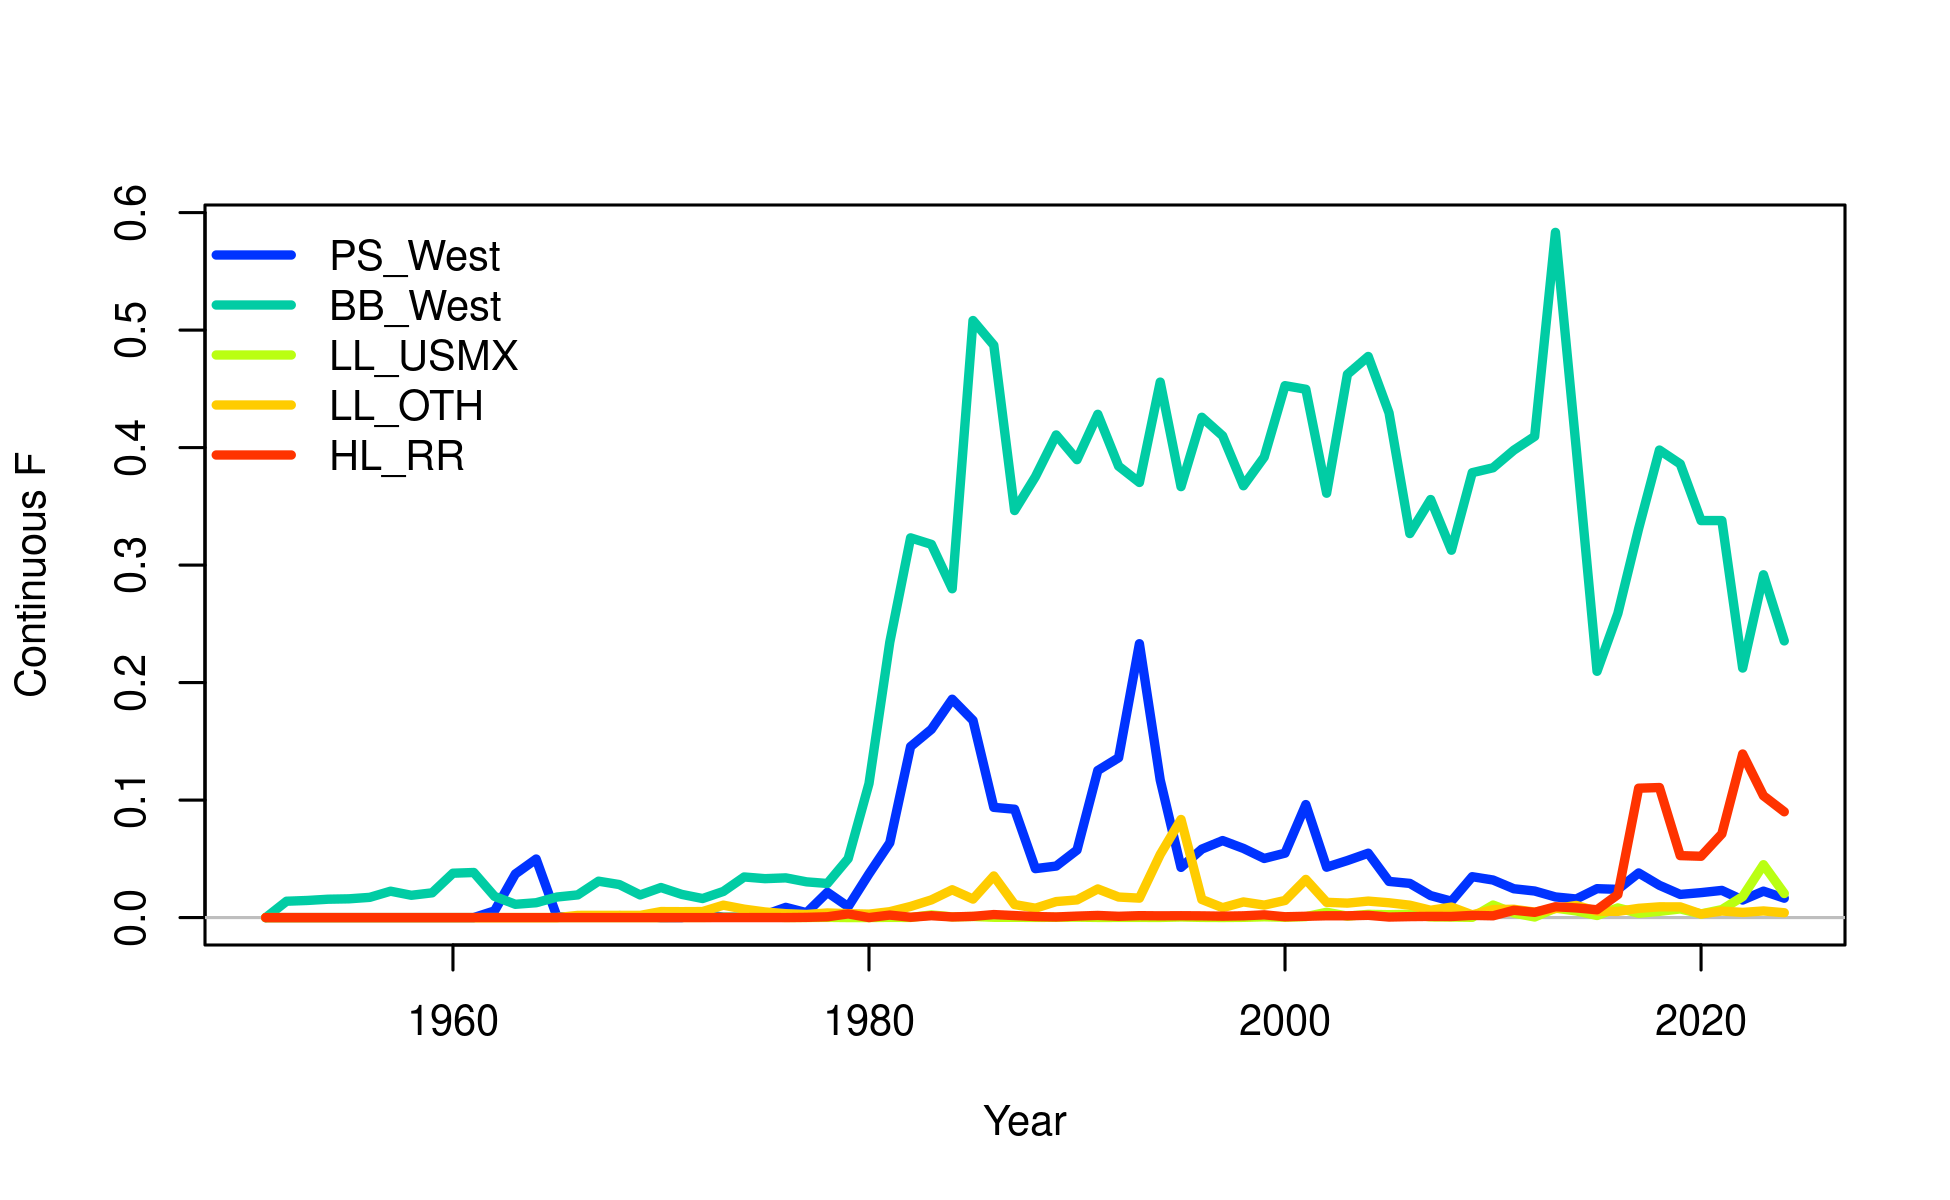 PS_West
BB_West
LL_USMX
LL_OTH
HL_RR
Continuous F
0.6
0.5
0.4
0.3
0.2
0.1
0.0
1960 1980 2000 2020
Year